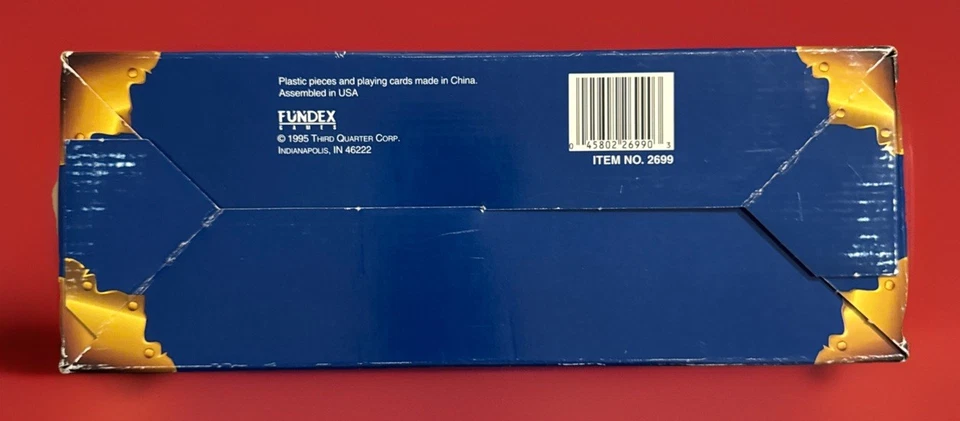 Plastic pieces and playing cards made in China.
Assembled in USA
FUNDEX
GAMES
© 1995 THIRD QUARTER CORP.
INDIANAPOLIS, IN 46222
0 45802 26990 3
ITEM NO. 2699